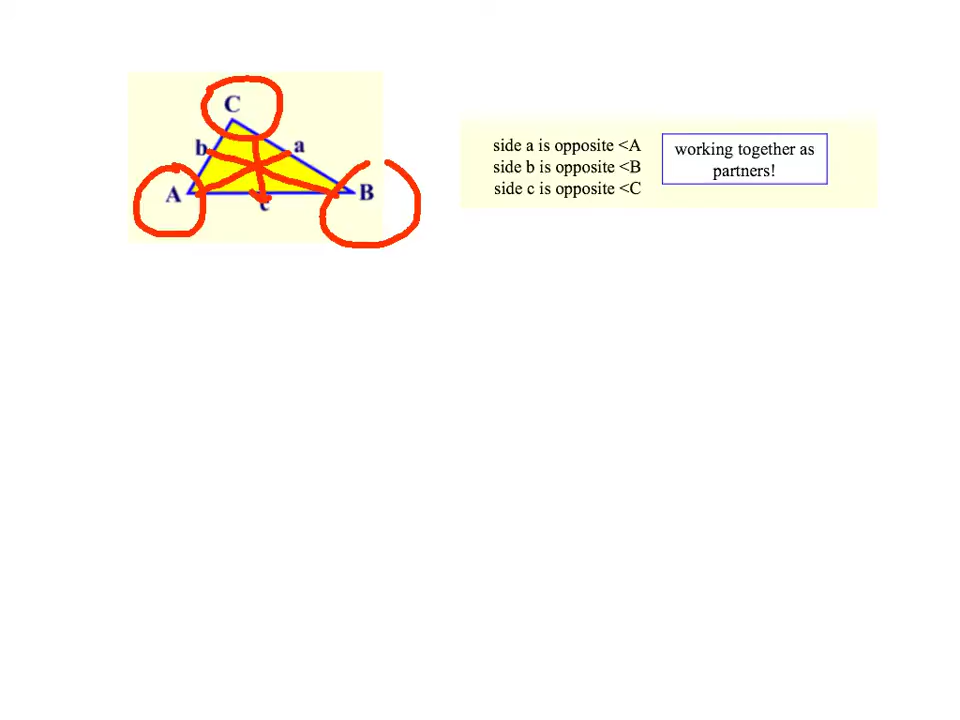 C
b
a
A
B
c
side a is opposite <A
side b is opposite <B
side c is opposite <C
working together as
partners!